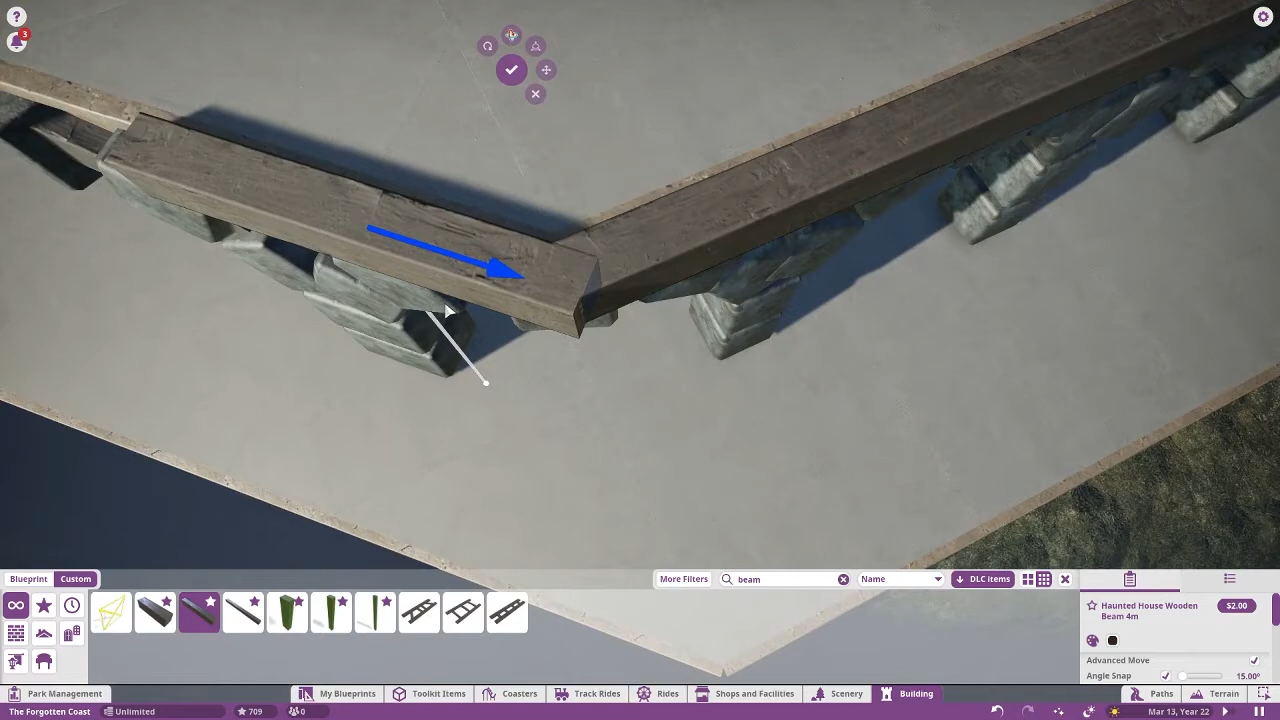 ?
3
Blueprint
Custom
More Filters
beam
Name
DLC items
Haunted House Wooden
Beam 4m
$2.00
Advanced Move
Angle Snap
15.00°
Park Management
My Blueprints
Toolkit Items
Coasters
Track Rides
Rides
Shops and Facilities
Scenery
Building
Paths
Terrain
The Forgotten Coast
Unlimited
709
0
Mar 13, Year 22